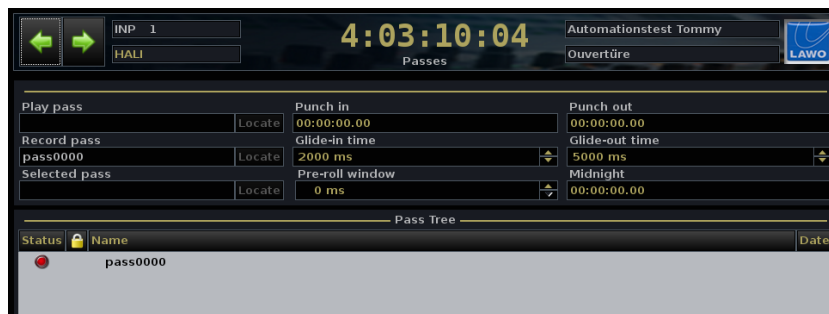 INP 1
HALI
4:03:10:04
Passes
Automationstest Tommy
Ouvertüre
LAWO
Play pass
Punch in
Punch out
Locate
00:00:00.00
00:00:00.00
Record pass
Glide-in time
Glide-out time
pass0000
Locate
2000 ms
5000 ms
Selected pass
Pre-roll window
Midnight
Locate
0 ms
00:00:00.00
Pass Tree
Status
Name
Date
pass0000